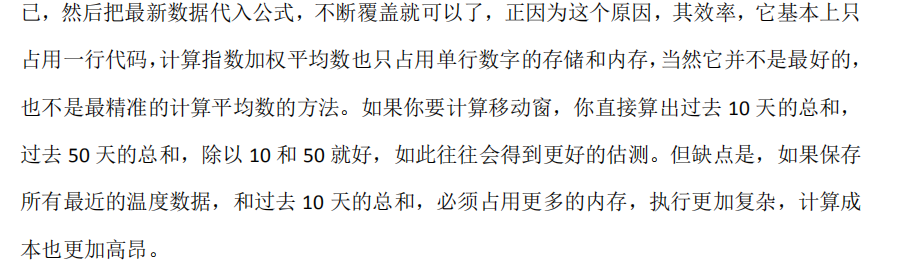 已，然后把最新数据代入公式，不断覆盖就可以了，正因为这个原因，其效率，它基本上只
占用一行代码，计算指数加权平均数也只占用单行数字的存储和内存，当然它并不是最好的，
也不是最精准的计算平均数的方法。如果你要计算移动窗，你直接算出过去 10 天的总和，
过去 50 天的总和，除以 10 和 50 就好，如此往往会得到更好的估测。但缺点是，如果保存
所有最近的温度数据，和过去 10 天的总和，必须占用更多的内存，执行更加复杂，计算成
本也更加高昂。